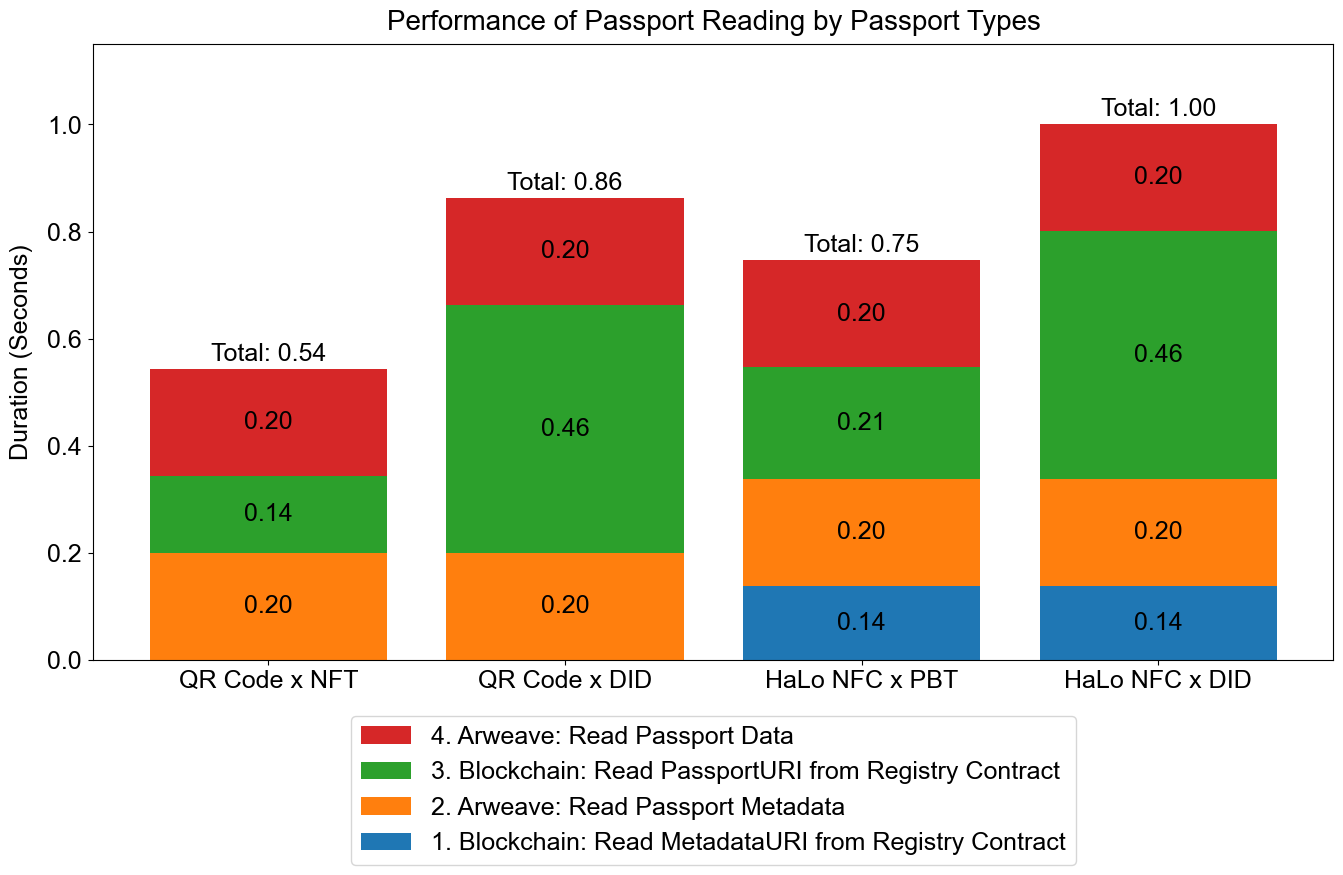 Performance of Passport Reading by Passport Types
Duration (Seconds)
1.0
0.8
0.6
0.4
0.2
0.0
Total: 0.54
0.20
0.14
0.20
Total: 0.86
0.20
0.46
0.20
Total: 0.75
0.20
0.21
0.20
0.14
Total: 1.00
0.20
0.46
0.20
0.14
QR Code x NFT
QR Code x DID
HaLo NFC x PBT
HaLo NFC x DID
4. Arweave: Read Passport Data
3. Blockchain: Read PassportURI from Registry Contract
2. Arweave: Read Passport Metadata
1. Blockchain: Read MetadataURI from Registry Contract